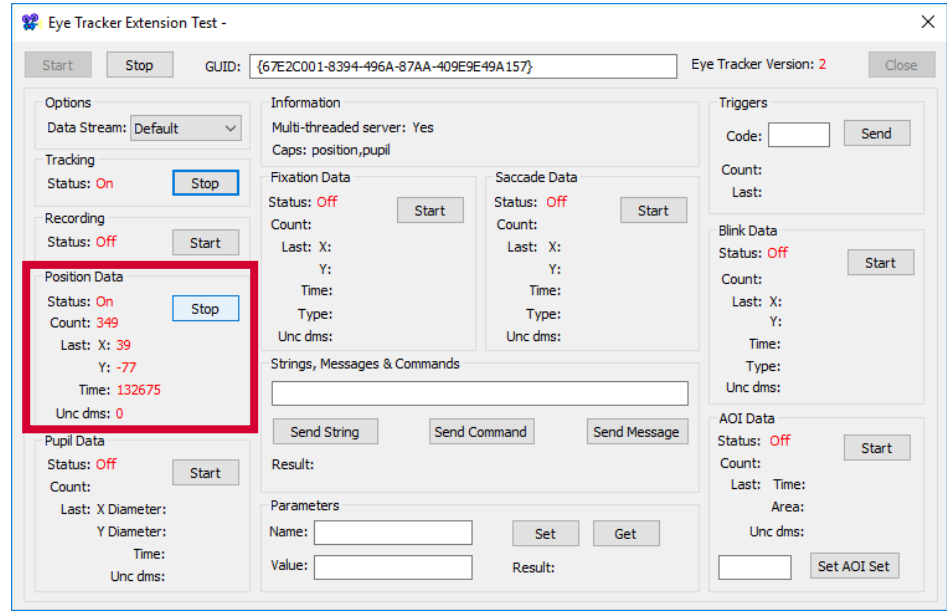 Eye Tracker Extension Test -
Start Stop GUID: {67E2C001-8394-496A-87AA-409E9E49A157} Eye Tracker Version: 2 Close
Options
Data Stream: Default
Tracking
Status: On Stop
Recording
Status: Off Start
Position Data
Status: On Stop
Count: 349
Last: X: 39
Y: -77
Time: 132675
Unc dms: 0
Pupil Data
Status: Off Start
Count:
Last: X Diameter:
Y Diameter:
Time:
Unc dms:
Information
Multi-threaded server: Yes
Caps: position,pupil
Fixation Data
Status: Off Start
Count:
Last: X:
Y:
Time:
Type:
Unc dms:
Saccade Data
Status: Off Start
Count:
Last: X:
Y:
Time:
Type:
Unc dms:
Strings, Messages & Commands
Send String Send Command Send Message
Result:
Parameters
Name: Set Get
Value: Result:
Triggers
Code: Send
Count:
Last:
Blink Data
Status: Off Start
Count:
Last: X:
Y:
Time:
Type:
Unc dms:
AOI Data
Status: Off Start
Count:
Last: Time:
Area:
Unc dms:
Set AOI Set